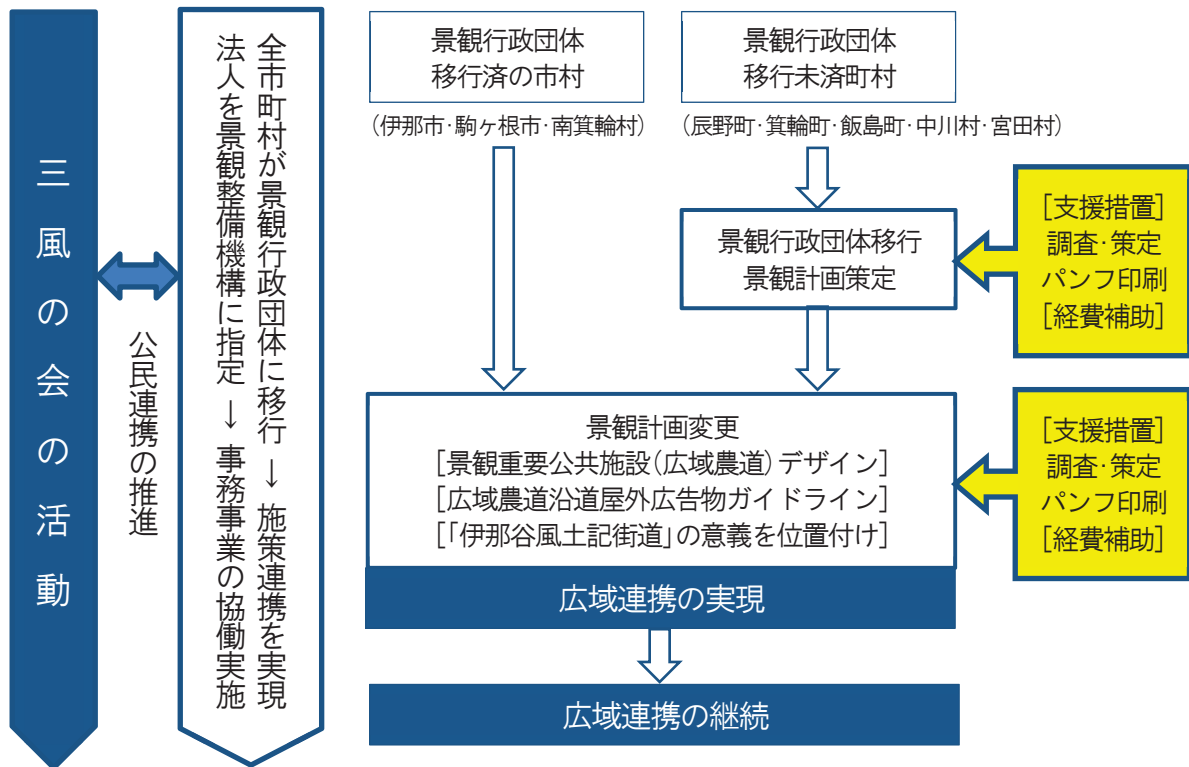 三風の会の活動
公民連携の推進
全市町村が景観行政団体に移行 → 施策連携を実現
法人を景観整備機構に指定 → 事務事業の協働実施
景観行政団体
移行済の市村
(伊那市・駒ヶ根市・南箕輪村)
景観行政団体
移行未済町村
(辰野町・箕輪町・飯島町・中川村・宮田村)
景観行政団体移行
景観計画策定
[支援措置]
調査・策定
パンフ印刷
[経費補助]
景観計画変更
[景観重要公共施設(広域農道)デザイン]
[広域農道沿道屋外広告物ガイドライン]
[「伊那谷風土記街道」の意義を位置付け]
[支援措置]
調査・策定
パンフ印刷
[経費補助]
広域連携の実現
広域連携の継続